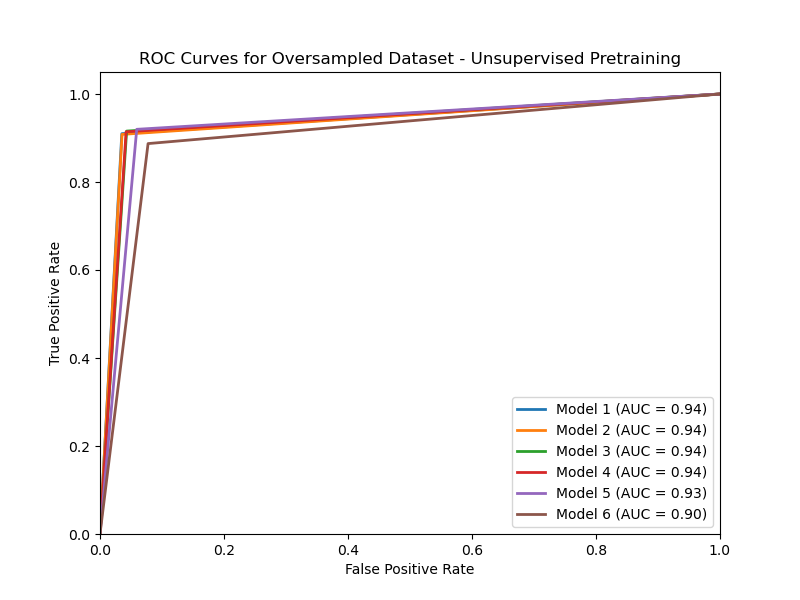 ROC Curves for Oversampled Dataset - Unsupervised Pretraining
True Positive Rate
1.0
0.8
0.6
0.4
0.2
0.0
0.0 0.2 0.4 0.6 0.8 1.0
False Positive Rate
Model 1 (AUC = 0.94)
Model 2 (AUC = 0.94)
Model 3 (AUC = 0.94)
Model 4 (AUC = 0.94)
Model 5 (AUC = 0.93)
Model 6 (AUC = 0.90)